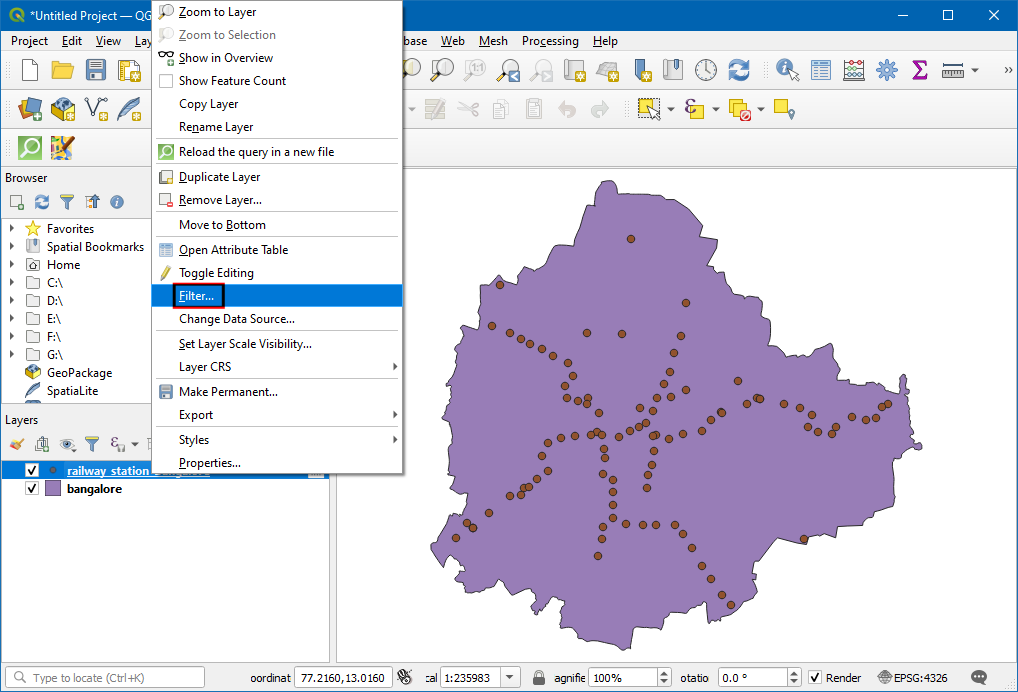 *Untitled Project — QG
Project Edit View Lay base Web Mesh Processing Help
Zoom to Layer
Zoom to Selection
Show in Overview
Show Feature Count
Copy Layer
Rename Layer
Reload the query in a new file
Duplicate Layer
Remove Layer...
Move to Bottom
Open Attribute Table
Toggle Editing
Filter...
Change Data Source...
Set Layer Scale Visibility...
Layer CRS
Make Permanent...
Export
Styles
Properties...
1:1
»
Browser
Favorites
Spatial Bookmarks
Home
C:\
D:\
E:\
F:\
G:\
GeoPackage
SpatiaLite
Layers
railway_station
bangalore
Type to locate (Ctrl+K) oordinat 77.2160,13.0160 cal 1:235983 agnifie 100% otatio 0.0 ° Render EPSG:4326